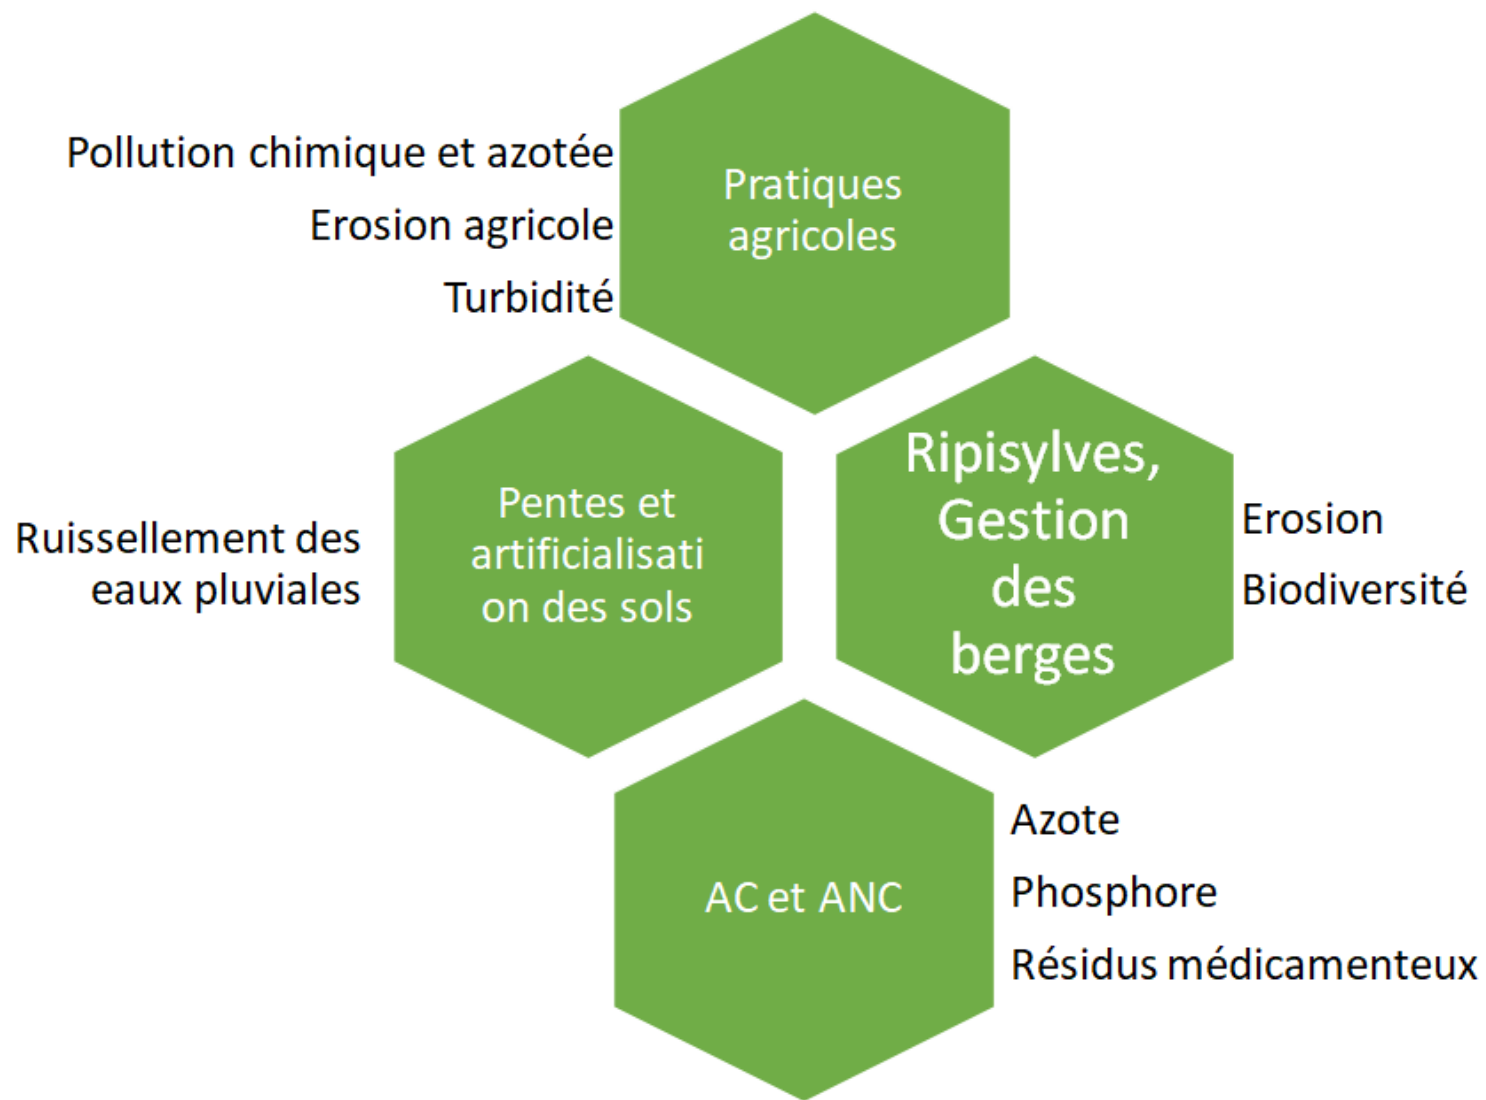 Pollution chimique et azotée
Erosion agricole
Turbidité
Pratiques
agricoles
Ruissellement des
eaux pluviales
Pentes et
artificialisati
on des sols
Ripisylves,
Gestion
des
berges
Erosion
Biodiversité
AC et ANC
Azote
Phosphore
Résidus médicamenteux